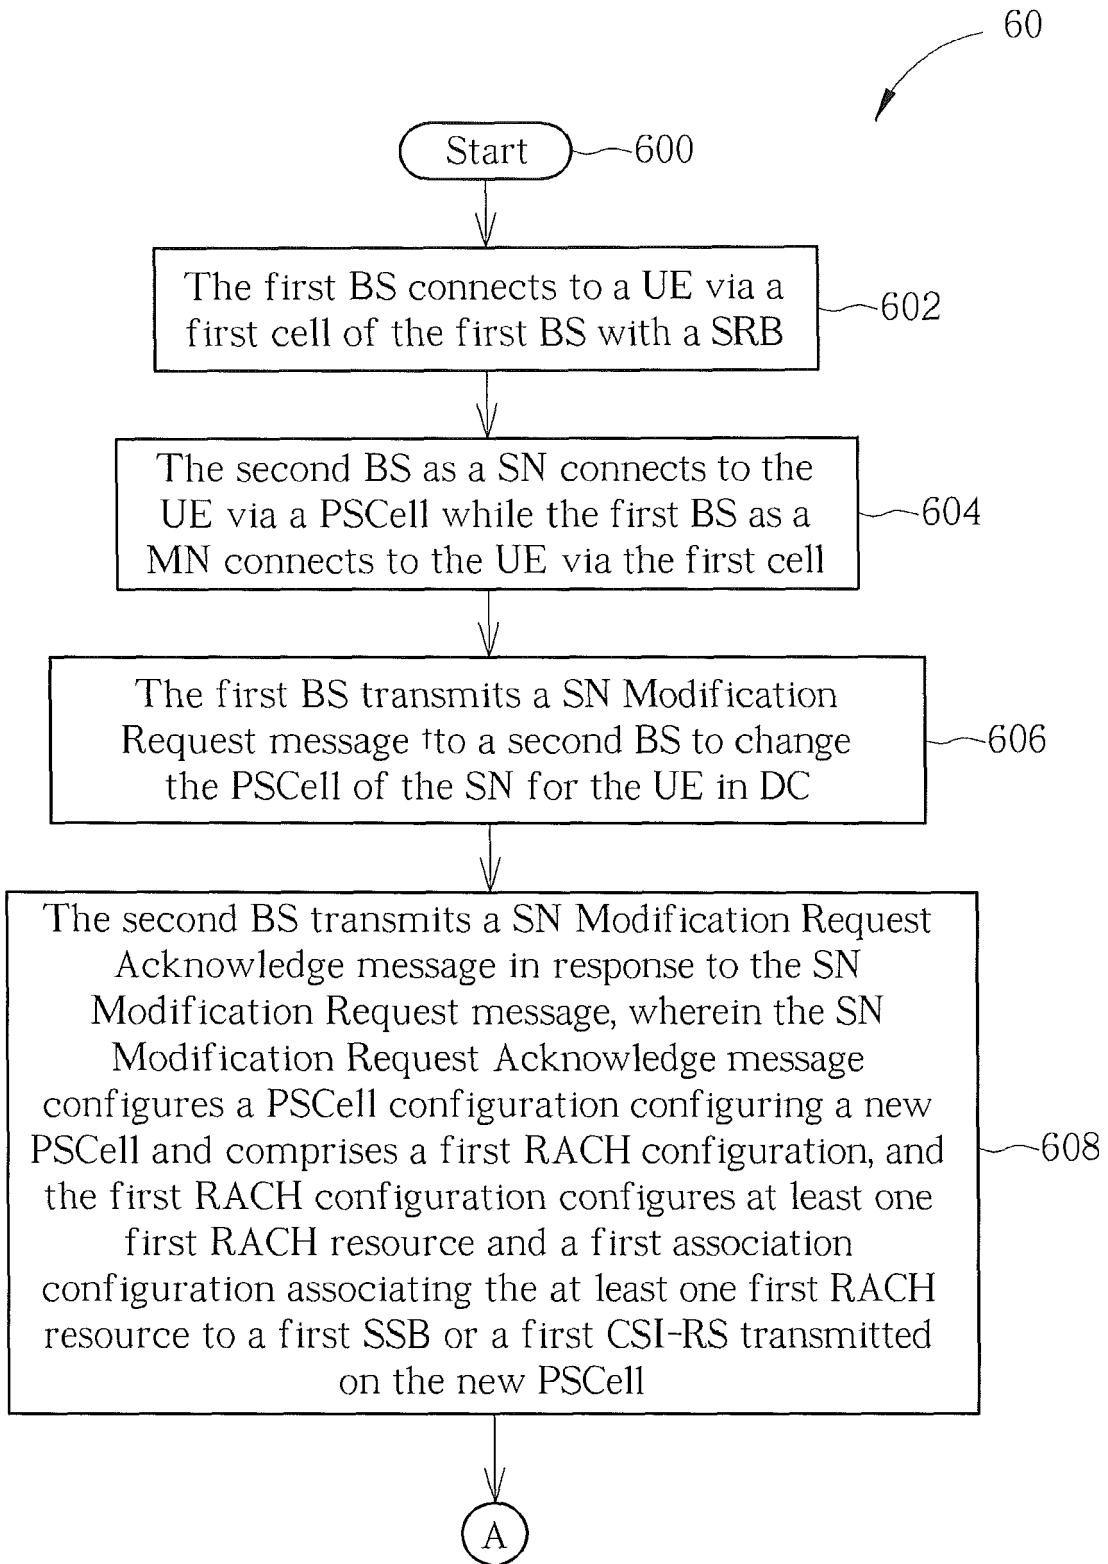 60
Start
600
The first BS connects to a UE via a
first cell of the first BS with a SRB
602
The second BS as a SN connects to the
UE via a PSCell while the first BS as a
MN connects to the UE via the first cell
604
The first BS transmits a SN Modification
Request message †to a second BS to change
the PSCell of the SN for the UE in DC
606
The second BS transmits a SN Modification Request
Acknowledge message in response to the SN
Modification Request message, wherein the SN
Modification Request Acknowledge message
configures a PSCell configuration configuring a new
PSCell and comprises a first RACH configuration, and
the first RACH configuration configures at least one
first RACH resource and a first association
configuration associating the at least one first RACH
resource to a first SSB or a first CSI-RS transmitted
on the new PSCell
608
A